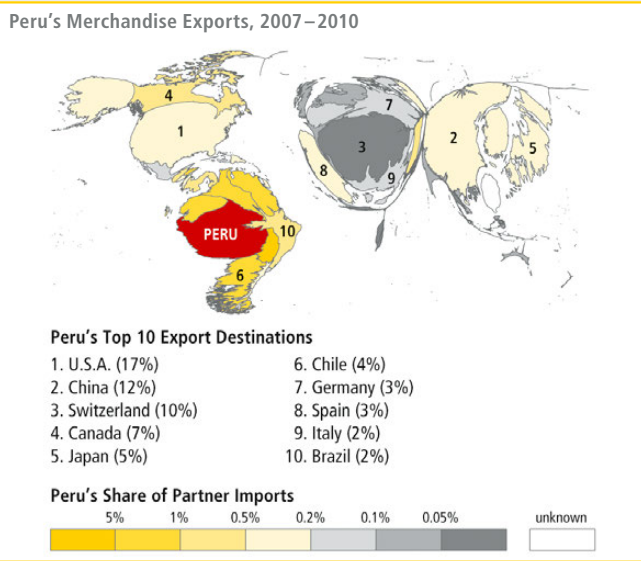 Peru's Merchandise Exports, 2007–2010
4
1
7
3
2
5
8
9
PERU
10
6
Peru's Top 10 Export Destinations
1. U.S.A. (17%)
2. China (12%)
3. Switzerland (10%)
4. Canada (7%)
5. Japan (5%)
6. Chile (4%)
7. Germany (3%)
8. Spain (3%)
9. Italy (2%)
10. Brazil (2%)
Peru's Share of Partner Imports
5% 1% 0.5% 0.2% 0.1% 0.05% unknown